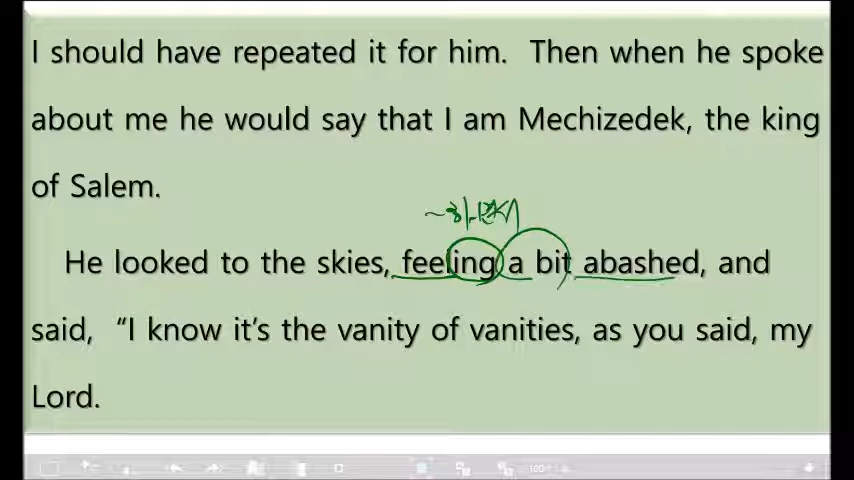 I should have repeated it for him. Then when he spoke
about me he would say that I am Mechizedek, the king
of Salem.
He looked to the skies, feeling a bit abashed, and
said, “I know it’s the vanity of vanities, as you said, my
Lord.